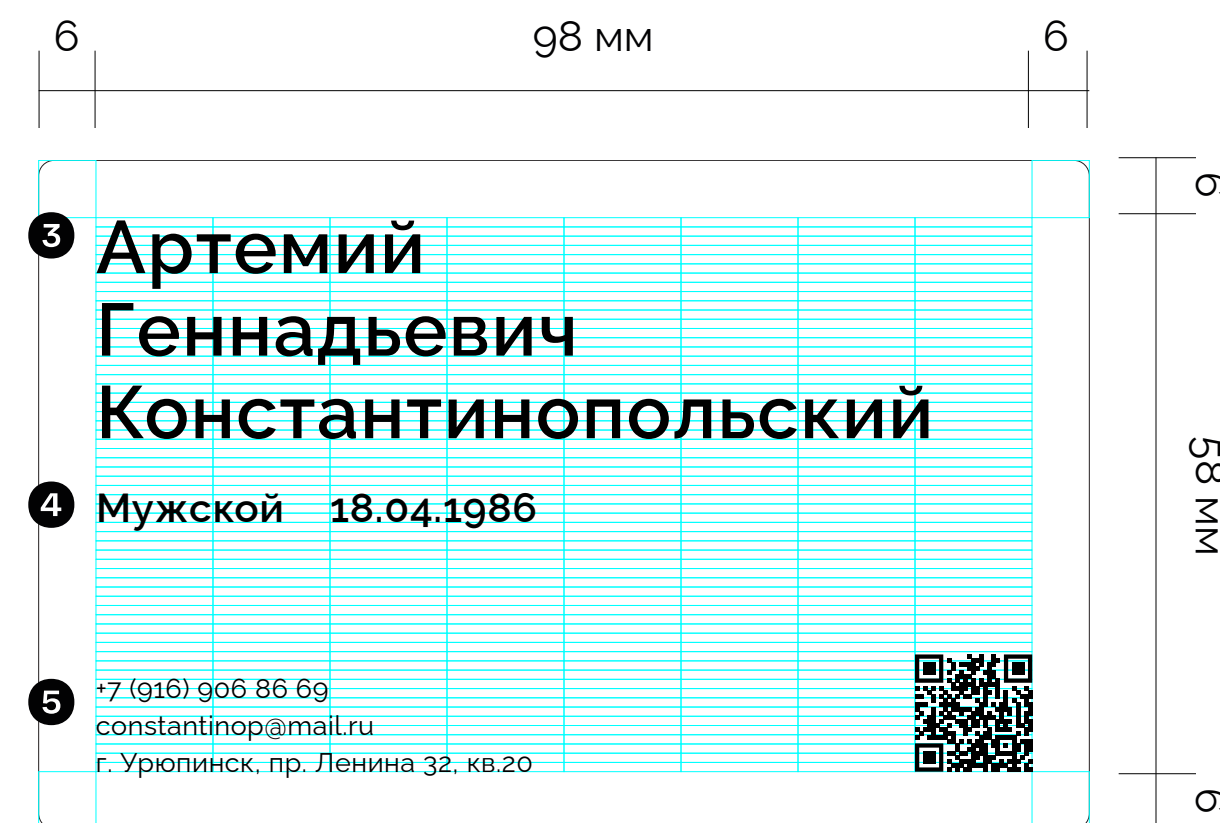 6 98 мм 6
6
3 Артемий
Геннадьевич
Константинопольский
58 мм
4 Мужской 18.04.1986
5 +7 (916) 906 86 69
constantinop@mail.ru
г. Урюпинск, пр. Ленина 32, кв.20
6